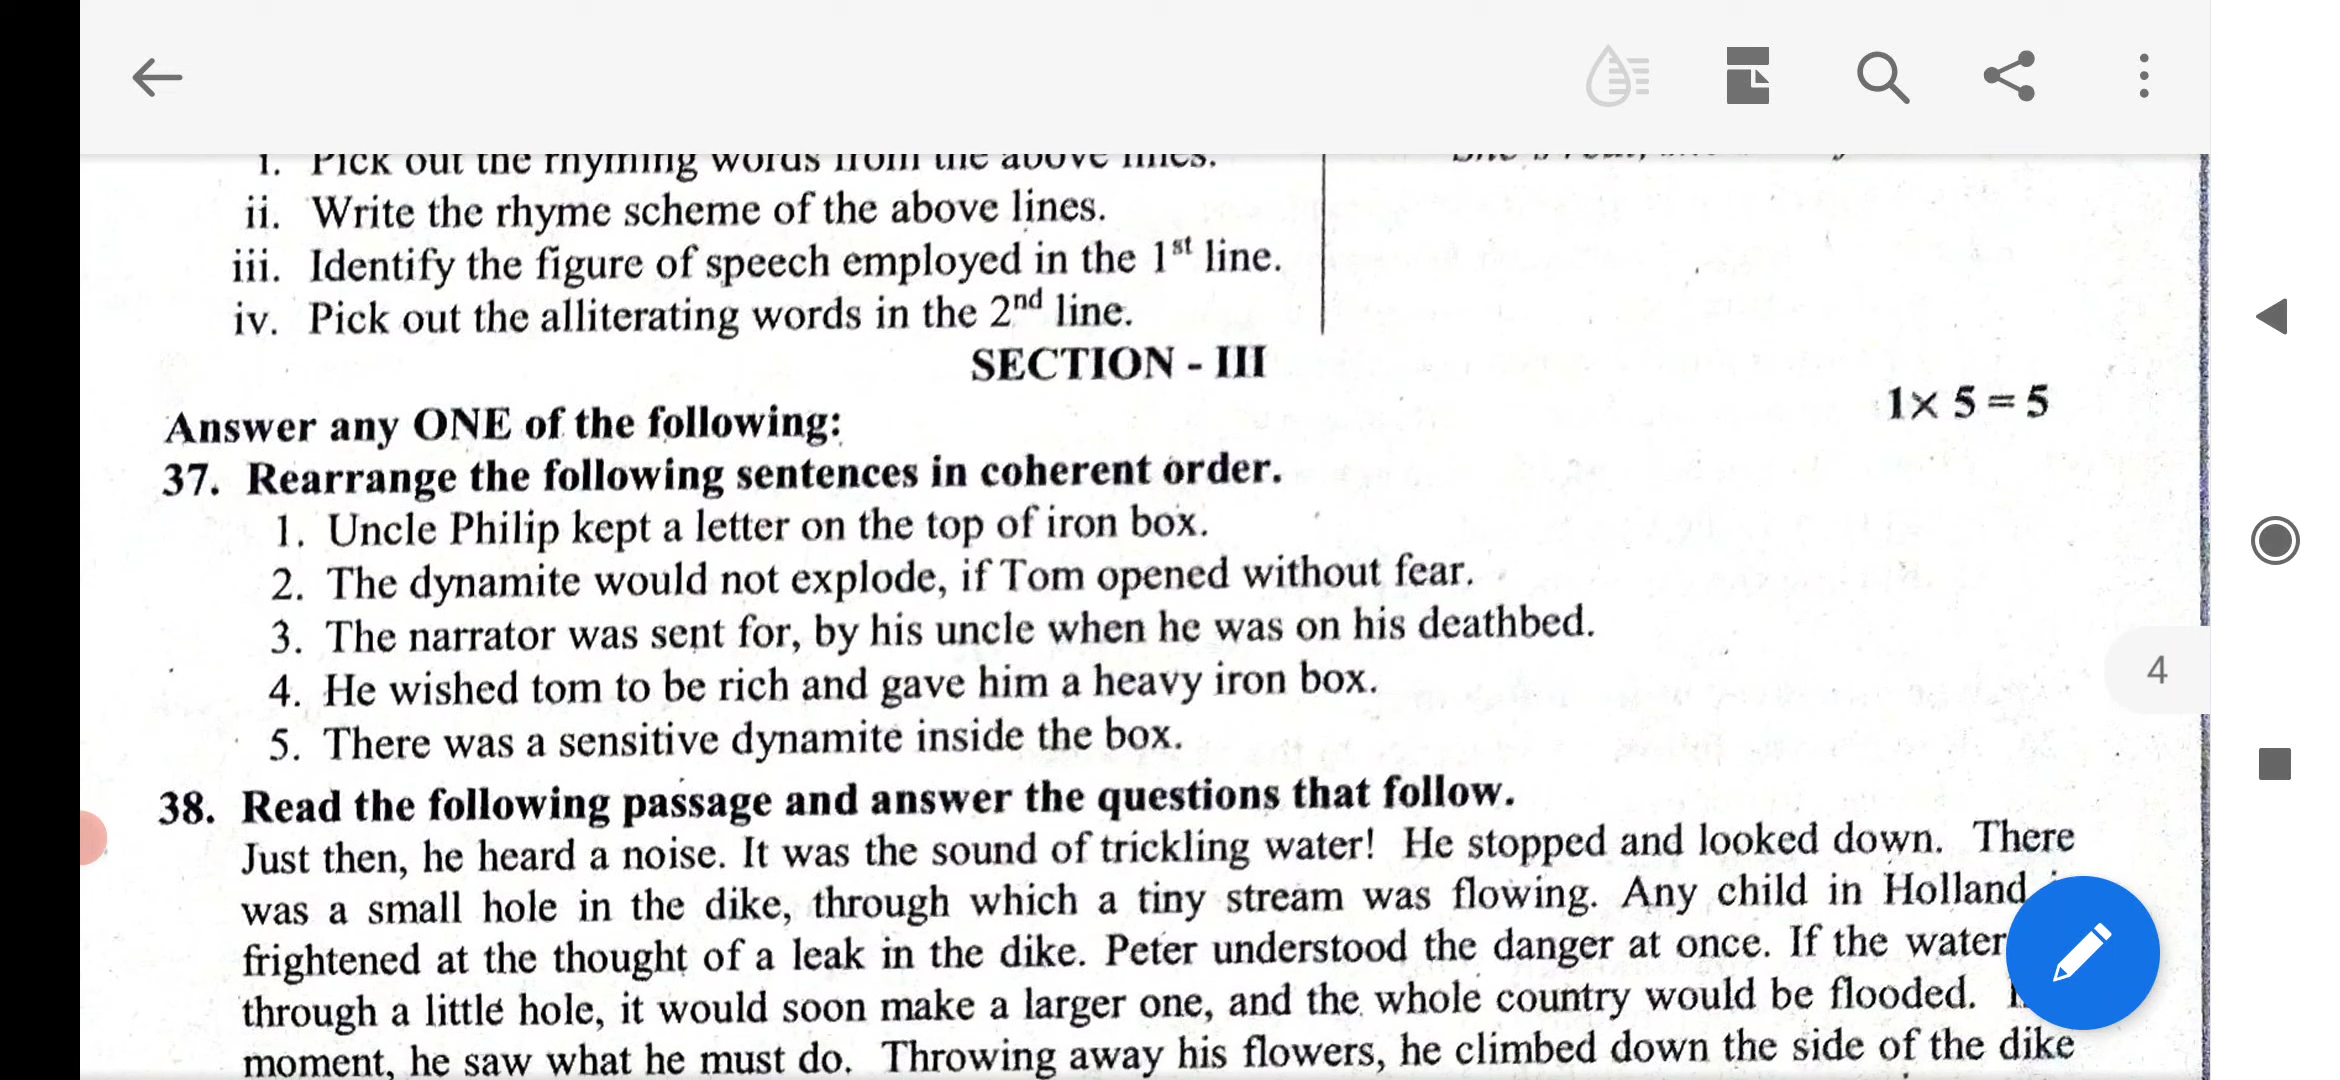 i. Pick out the rhyming words from the above lines.
ii. Write the rhyme scheme of the above lines.
iii. Identify the figure of speech employed in the 1st line.
iv. Pick out the alliterating words in the 2nd line.
SECTION - III
Answer any ONE of the following: 1× 5 = 5
37. Rearrange the following sentences in coherent order.
1. Uncle Philip kept a letter on the top of iron box.
2. The dynamite would not explode, if Tom opened without fear.
3. The narrator was sent for, by his uncle when he was on his deathbed.
4. He wished tom to be rich and gave him a heavy iron box.
5. There was a sensitive dynamite inside the box.
4
38. Read the following passage and answer the questions that follow.
Just then, he heard a noise. It was the sound of trickling water! He stopped and looked down. There
was a small hole in the dike, through which a tiny stream was flowing. Any child in Holland
frightened at the thought of a leak in the dike. Peter understood the danger at once. If the water
through a little hole, it would soon make a larger one, and the whole country would be flooded.
moment, he saw what he must do. Throwing away his flowers, he climbed down the side of the dike